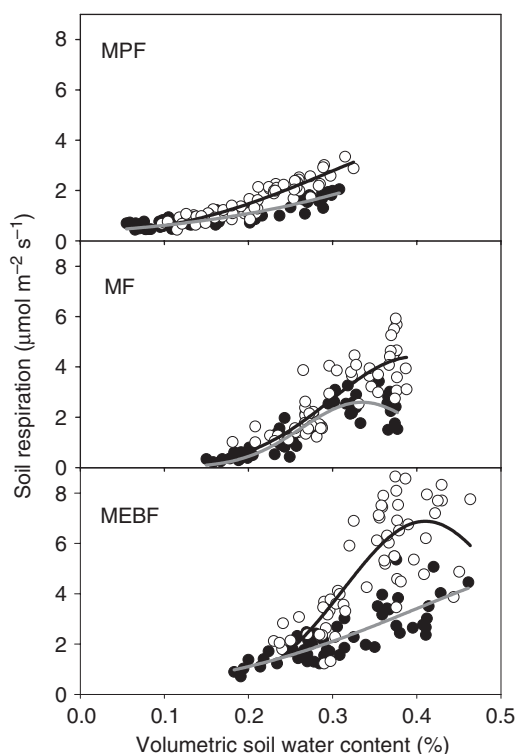 8
MPF
6
4
2
0
8
MF
6
4
2
0
8
MEBF
6
4
2
0
0.0 0.1 0.2 0.3 0.4 0.5
Volumetric soil water content (%)
Soil respiration (μmol m⁻² s⁻¹)